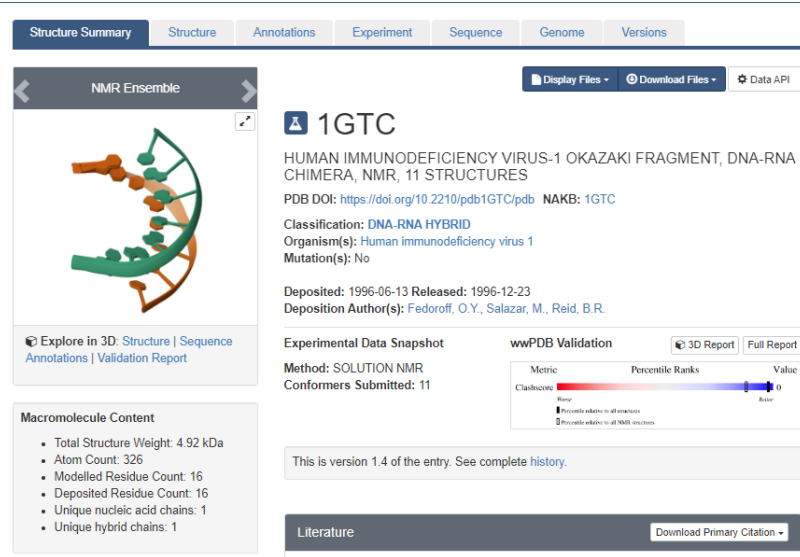 Structure Summary Structure Annotations Experiment Sequence Genome Versions
NMR Ensemble
Display Files Download Files Data API
1GTC
HUMAN IMMUNODEFICIENCY VIRUS-1 OKAZAKI FRAGMENT, DNA-RNA
CHIMERA, NMR, 11 STRUCTURES
PDB DOI: https://doi.org/10.2210/pdb1GTC/pdb NAKB: 1GTC
Classification: DNA-RNA HYBRID
Organism(s): Human immunodeficiency virus 1
Mutation(s): No
Deposited: 1996-06-13 Released: 1996-12-23
Deposition Author(s): Fedoroff, O.Y., Salazar, M., Reid, B.R.
Explore in 3D: Structure | Sequence
Annotations | Validation Report
Experimental Data Snapshot
Method: SOLUTION NMR
Conformers Submitted: 11
wwPDB Validation 3D Report Full Report
Metric Percentile Ranks Value
Clashscore 0
Worse Better
Percentile relative to all structures
Percentile relative to all NMR structures
Macromolecule Content
• Total Structure Weight: 4.92 kDa
• Atom Count: 326
• Modelled Residue Count: 16
• Deposited Residue Count: 16
• Unique nucleic acid chains: 1
• Unique hybrid chains: 1
This is version 1.4 of the entry. See complete history.
Literature Download Primary Citation